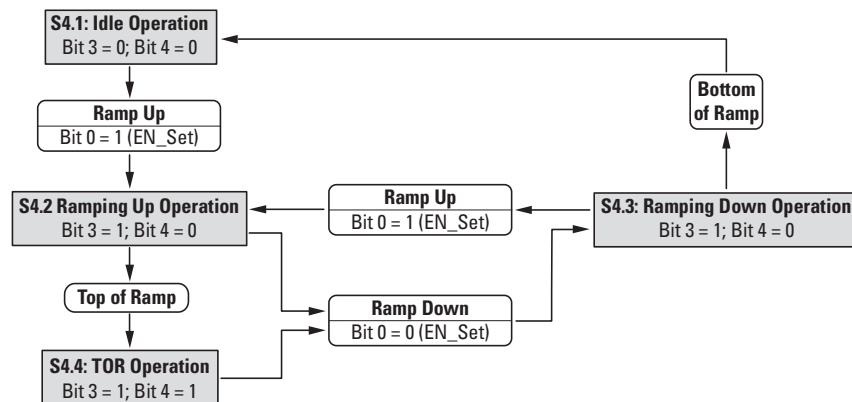 S4.1: Idle Operation
Bit 3 = 0; Bit 4 = 0
Bottom
of Ramp
Ramp Up
Bit 0 = 1 (EN_Set)
S4.2 Ramping Up Operation
Bit 3 = 1; Bit 4 = 0
Ramp Up
Bit 0 = 1 (EN_Set)
S4.3: Ramping Down Operation
Bit 3 = 1; Bit 4 = 0
Top of Ramp
Ramp Down
Bit 0 = 0 (EN_Set)
S4.4: TOR Operation
Bit 3 = 1; Bit 4 = 1